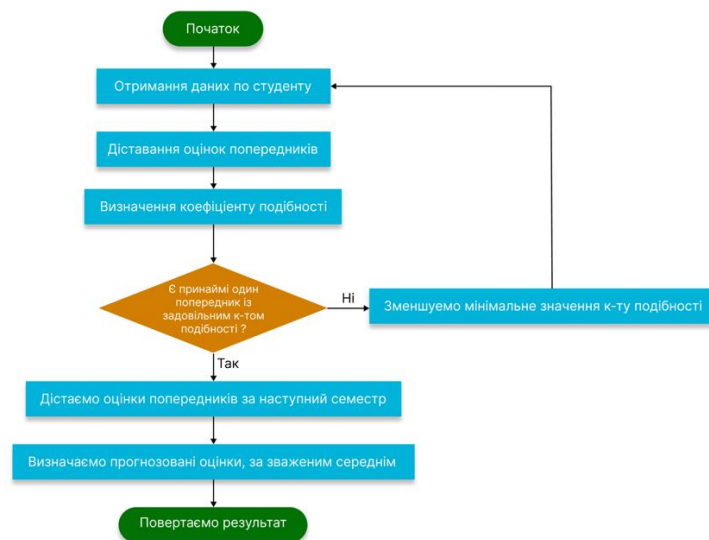 Початок
Отримання даних по студенту
Діставання оцінок попередників
Визначення коефіцієнту подібності
Є принаймі один
попередник із
задовільним к-том
подібності ?
Ні
Зменшуємо мінімальне значення к-ту подібності
Так
Дістаємо оцінки попередників за наступний семестр
Визначаємо прогнозовані оцінки, за зваженим середнім
Повертаємо результат